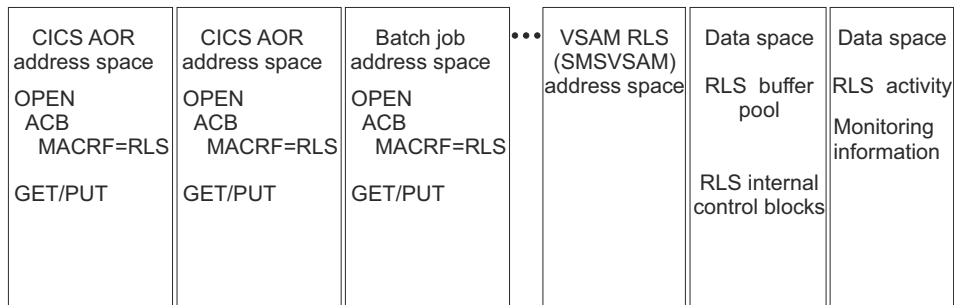 CICS AOR
address space
OPEN
ACB
MACRF=RLS
GET/PUT
CICS AOR
address space
OPEN
ACB
MACRF=RLS
GET/PUT
Batch job
address space
OPEN
ACB
MACRF=RLS
GET/PUT
•••
VSAM RLS
(SMSVSAM)
address space
Data space
RLS buffer
pool
RLS internal
control blocks
Data space
RLS activity
Monitoring
information